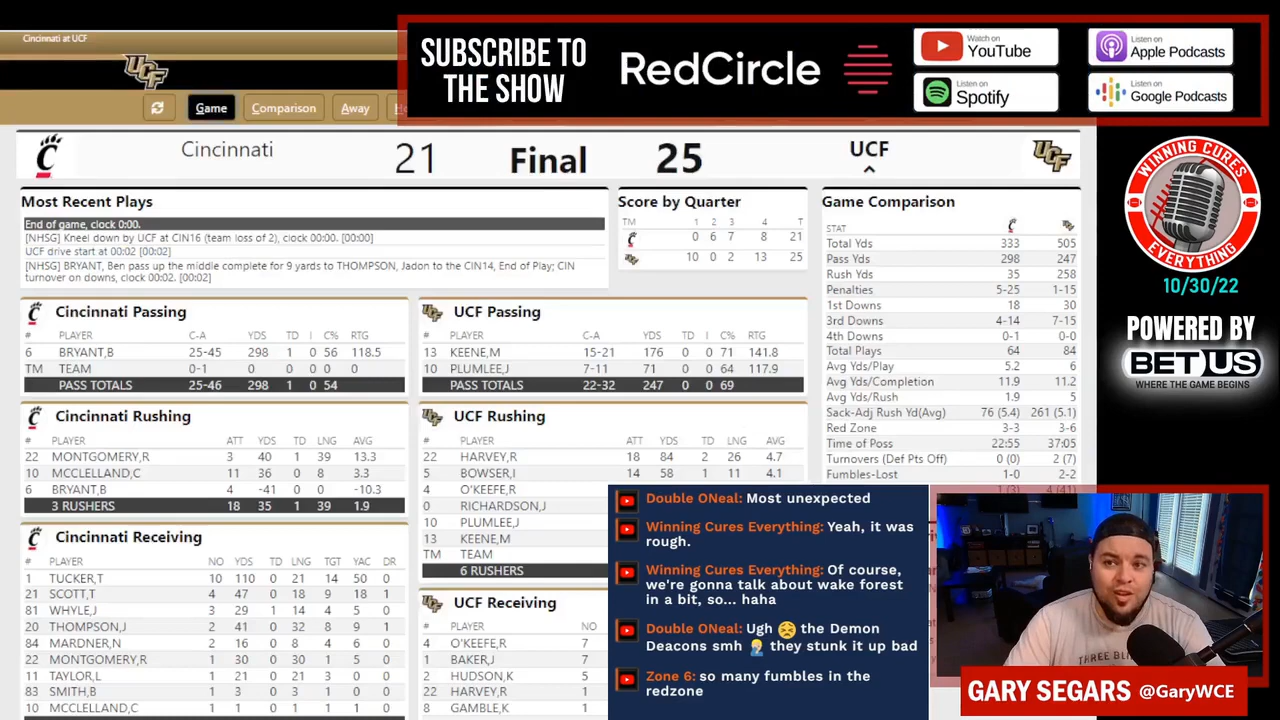 Cincinnati at UCF
UCF
Game Comparison Away
SUBSCRIBE TO
THE SHOW
RedCircle
Watch on
YouTube
Listen on
Apple Podcasts
Listen on
Spotify
Listen on
Google Podcasts
Cincinnati 21 Final 25 UCF
Most Recent Plays
End of game, clock 0:00.
[NHSG] Kneel down by UCF at CIN16 (team loss of 2), clock 00:00. [00:00]
UCF drive start at 00:02 [00:02]
[NHSG] BRYANT, Ben pass up the middle complete for 9 yards to THOMPSON, Jadon to the CIN14, End of Play; CIN
turnover on downs, clock 00:02. [00:02]
Score by Quarter
TM 1 2 3 4 T
0 6 7 8 21
10 0 2 13 25
Game Comparison
STAT
Total Yds 333 505
Pass Yds 298 247
Rush Yds 35 258
Penalties 5-25 1-15
1st Downs 18 30
3rd Downs 4-14 7-15
4th Downs 0-1 0-0
Total Plays 64 84
Avg Yds/Play 5.2 6
Avg Yds/Completion 11.9 11.2
Avg Yds/Rush 1.9 5
Sack-Adj Rush Yd(Avg) 76 (5.4) 261 (5.1)
Red Zone 3-3 3-6
Time of Poss 22:55 37:05
Turnovers (Def Pts Off) 0 (0) 2 (7)
Fumbles-Lost 1-0 2-2
Cincinnati Passing
# PLAYER C-A YDS TD I C% RTG
6 BRYANT,B 25-45 298 1 0 56 118.5
TM TEAM 0-1 0 0 0 0 0
PASS TOTALS 25-46 298 1 0 54
UCF Passing
# PLAYER C-A YDS TD I C% RTG
13 KEENE,M 15-21 176 0 0 71 141.8
10 PLUMLEE,J 7-11 71 0 0 64 117.9
PASS TOTALS 22-32 247 0 0 69
Cincinnati Rushing
# PLAYER ATT YDS TD LNG AVG
22 MONTGOMERY,R 3 40 1 39 13.3
10 MCCLELLAND,C 11 36 0 8 3.3
6 BRYANT,B 4 -41 0 0 -10.3
3 RUSHERS 18 35 1 39 1.9
UCF Rushing
# PLAYER ATT YDS TD LNG AVG
22 HARVEY,R 18 84 2 26 4.7
5 BOWSER,I 14 58 1 11 4.1
4 O'KEEFE,R
0 RICHARDSON,J
10 PLUMLEE,J
13 KEENE,M
TM TEAM
6 RUSHERS
Cincinnati Receiving
# PLAYER NO YDS TD LNG TGT YAC DR
1 TUCKER,T 10 110 0 21 14 50 0
21 SCOTT,T 4 47 0 18 9 18 1
81 WHYLE,J 3 29 1 14 4 5 0
20 THOMPSON,J 2 41 0 32 8 9 1
84 MARDNER,N 2 16 0 8 4 6 0
22 MONTGOMERY,R 1 30 0 30 1 5 0
11 TAYLOR,L 1 21 0 21 3 0 0
83 SMITH,B 1 3 0 3 1 3 0
10 MCCLELLAND,C 1 1 0 1 1 1 0
UCF Receiving
# PLAYER NO
4 O'KEEFE,R 7
1 BAKER,J 7
2 HUDSON,K 5
22 HARVEY,R 1
8 GAMBLE,K 1
Double ONeal: Most unexpected
Winning Cures Everything: Yeah, it was
rough.
Winning Cures Everything: Of course,
we're gonna talk about wake forest
in a bit, so... haha
Double ONeal: Ugh 😣 the Demon
Deacons smh 🤦 they stunk it up bad
Zone 6: so many fumbles in the
redzone
WINNING CURES
EVERYTHING
10/30/22
POWERED BY
BETUS
WHERE THE GAME BEGINS
THREE BLI
GARY SEGARS @GaryWCE